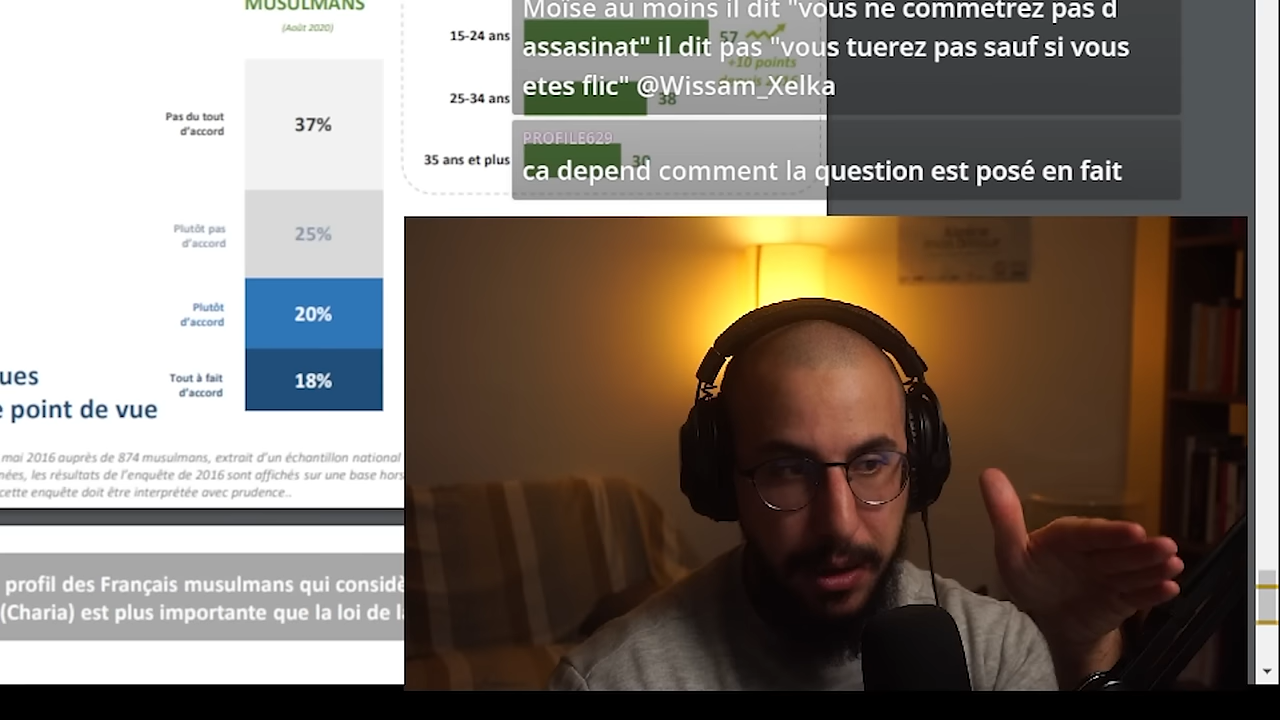 MUSULMANS
(Août 2020)
Pas du tout
d'accord
37%
Plutôt pas
d'accord
25%
Plutôt
d'accord
20%
Tout à fait
d'accord
18%
ues
e point de vue
15-24 ans
57
+10 points
25-34 ans
38
35 ans et plus
30
Moïse au moins il dit "vous ne commetrez pas d
assasinat" il dit pas "vous tuerez pas sauf si vous
etes flic" @Wissam_Xelka
PROFILE629
ca depend comment la question est posé en fait
mai 2016 auprès de 874 musulmans, extrait d'un échantillon national
nées, les résultats de l'enquête de 2016 sont affichés sur une base hors
cette enquête doit être interprétée avec prudence..
profil des Français musulmans qui considè
(Charia) est plus importante que la loi de la